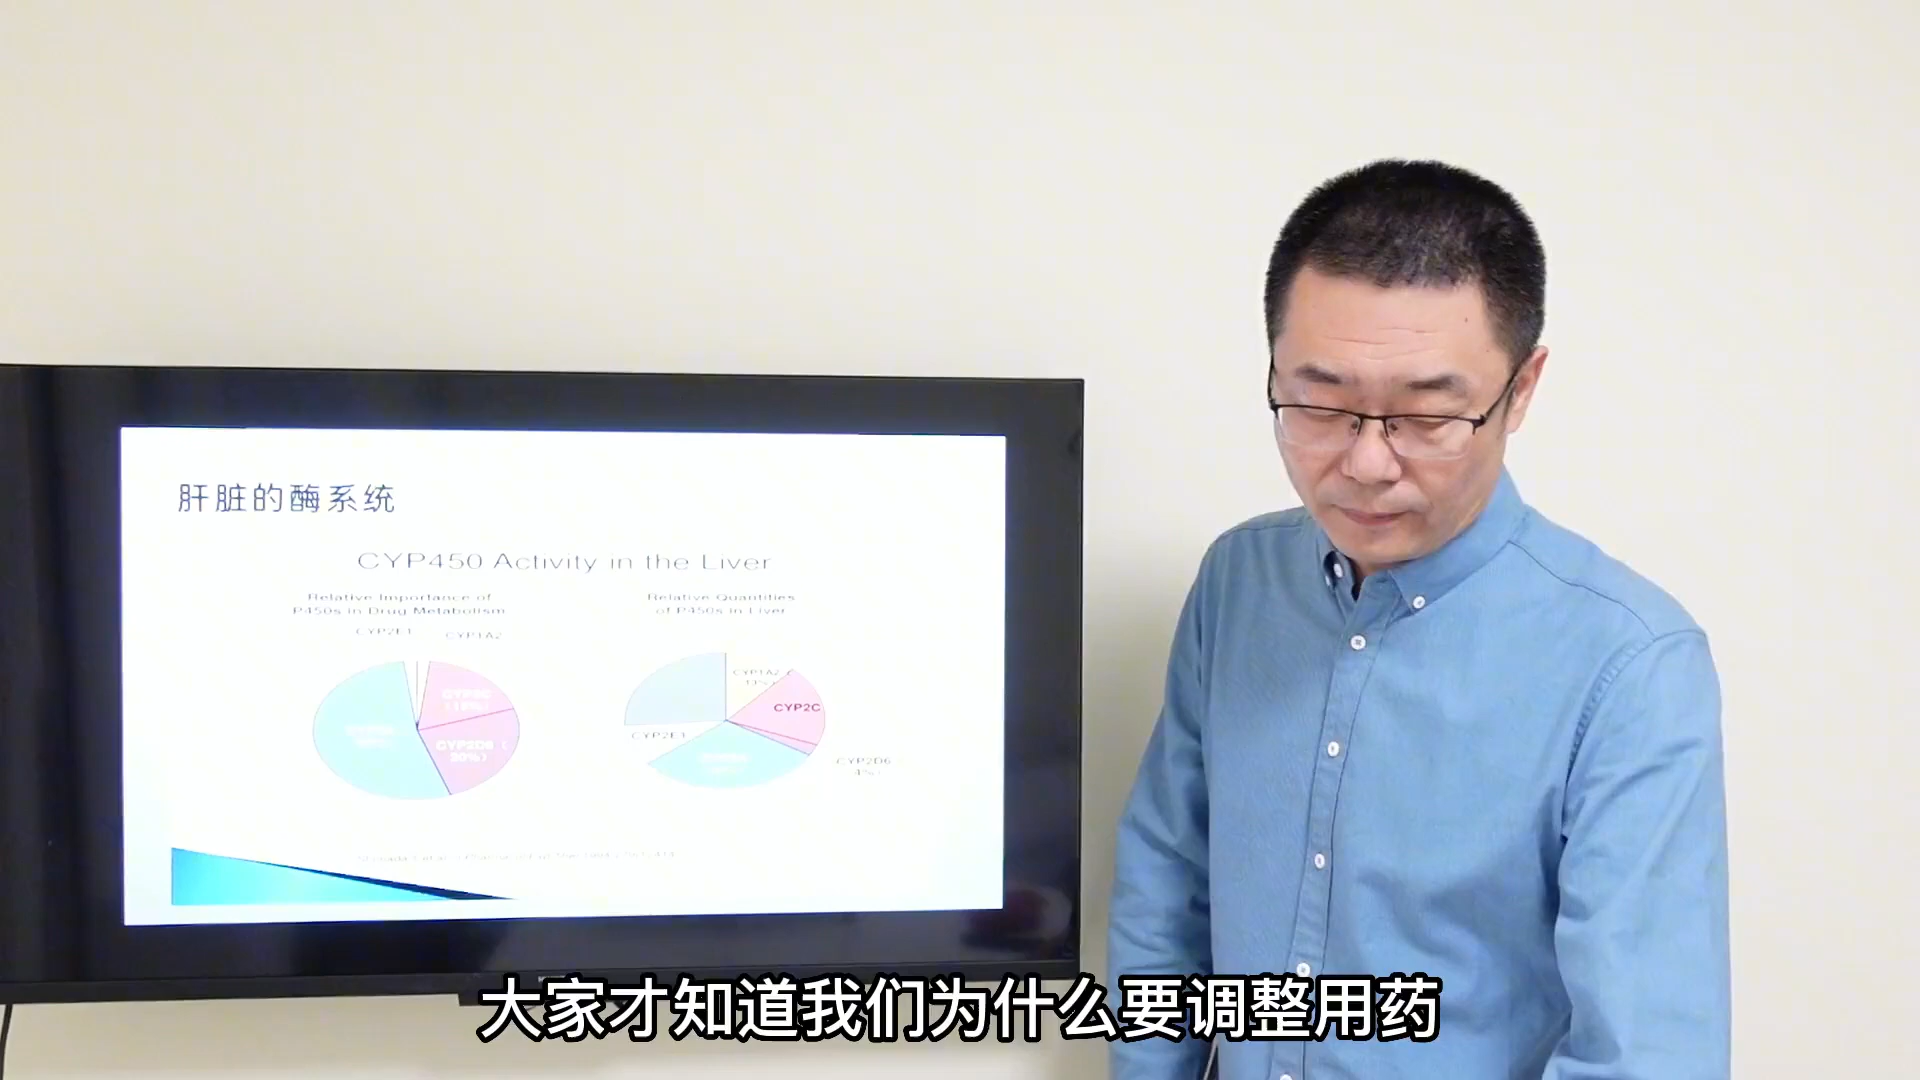 肝脏的酶系统
CYP450 Activity in the Liver
Relative Importance of
P450s in Drug Metabolism
Relative Quantities
of P450s in Liver
CYP2E1
CYP1A2
CYP2D6
CYP1A2
CYP2C
CYP2E1
CYP2D6
4%
大家才知道我们为什么要调整用药